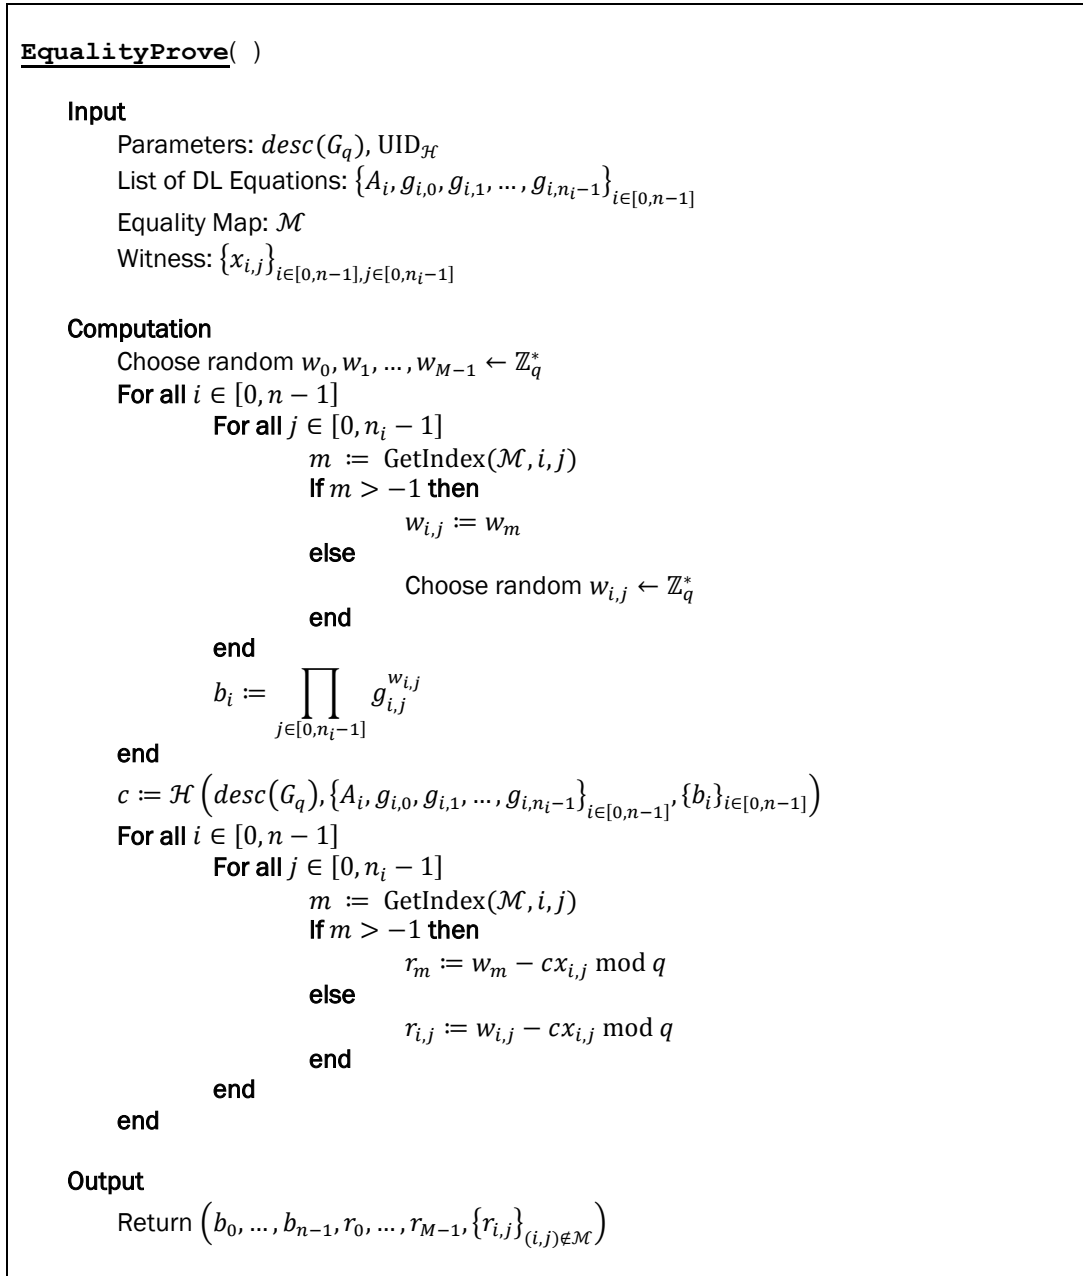 EqualityProve( )
Input
Parameters: desc(G_q), UID_ℋ
List of DL Equations: {A_i, g_{i,0}, g_{i,1}, … , g_{i,n_i−1}}_{i∈[0,n−1]}
Equality Map: ℳ
Witness: {x_{i,j}}_{i∈[0,n−1],j∈[0,n_i−1]}
Computation
Choose random w_0, w_1, … , w_{M−1} ← ℤ_q^*
For all i ∈ [0, n − 1]
For all j ∈ [0, n_i − 1]
m ≔ GetIndex(ℳ, i, j)
If m > −1 then
w_{i,j} ≔ w_m
else
Choose random w_{i,j} ← ℤ_q^*
end
end
b_i ≔ ∏_{j∈[0,n_i−1]} g_{i,j}^{w_{i,j}}
end
c ≔ ℋ(desc(G_q), {A_i, g_{i,0}, g_{i,1}, … , g_{i,n_i−1}}_{i∈[0,n−1]}, {b_i}_{i∈[0,n−1]})
For all i ∈ [0, n − 1]
For all j ∈ [0, n_i − 1]
m ≔ GetIndex(ℳ, i, j)
If m > −1 then
r_m ≔ w_m − cx_{i,j} mod q
else
r_{i,j} ≔ w_{i,j} − cx_{i,j} mod q
end
end
end
Output
Return (b_0, … , b_{n−1}, r_0, … , r_{M−1}, {r_{i,j}}_{(i,j)∉ℳ})